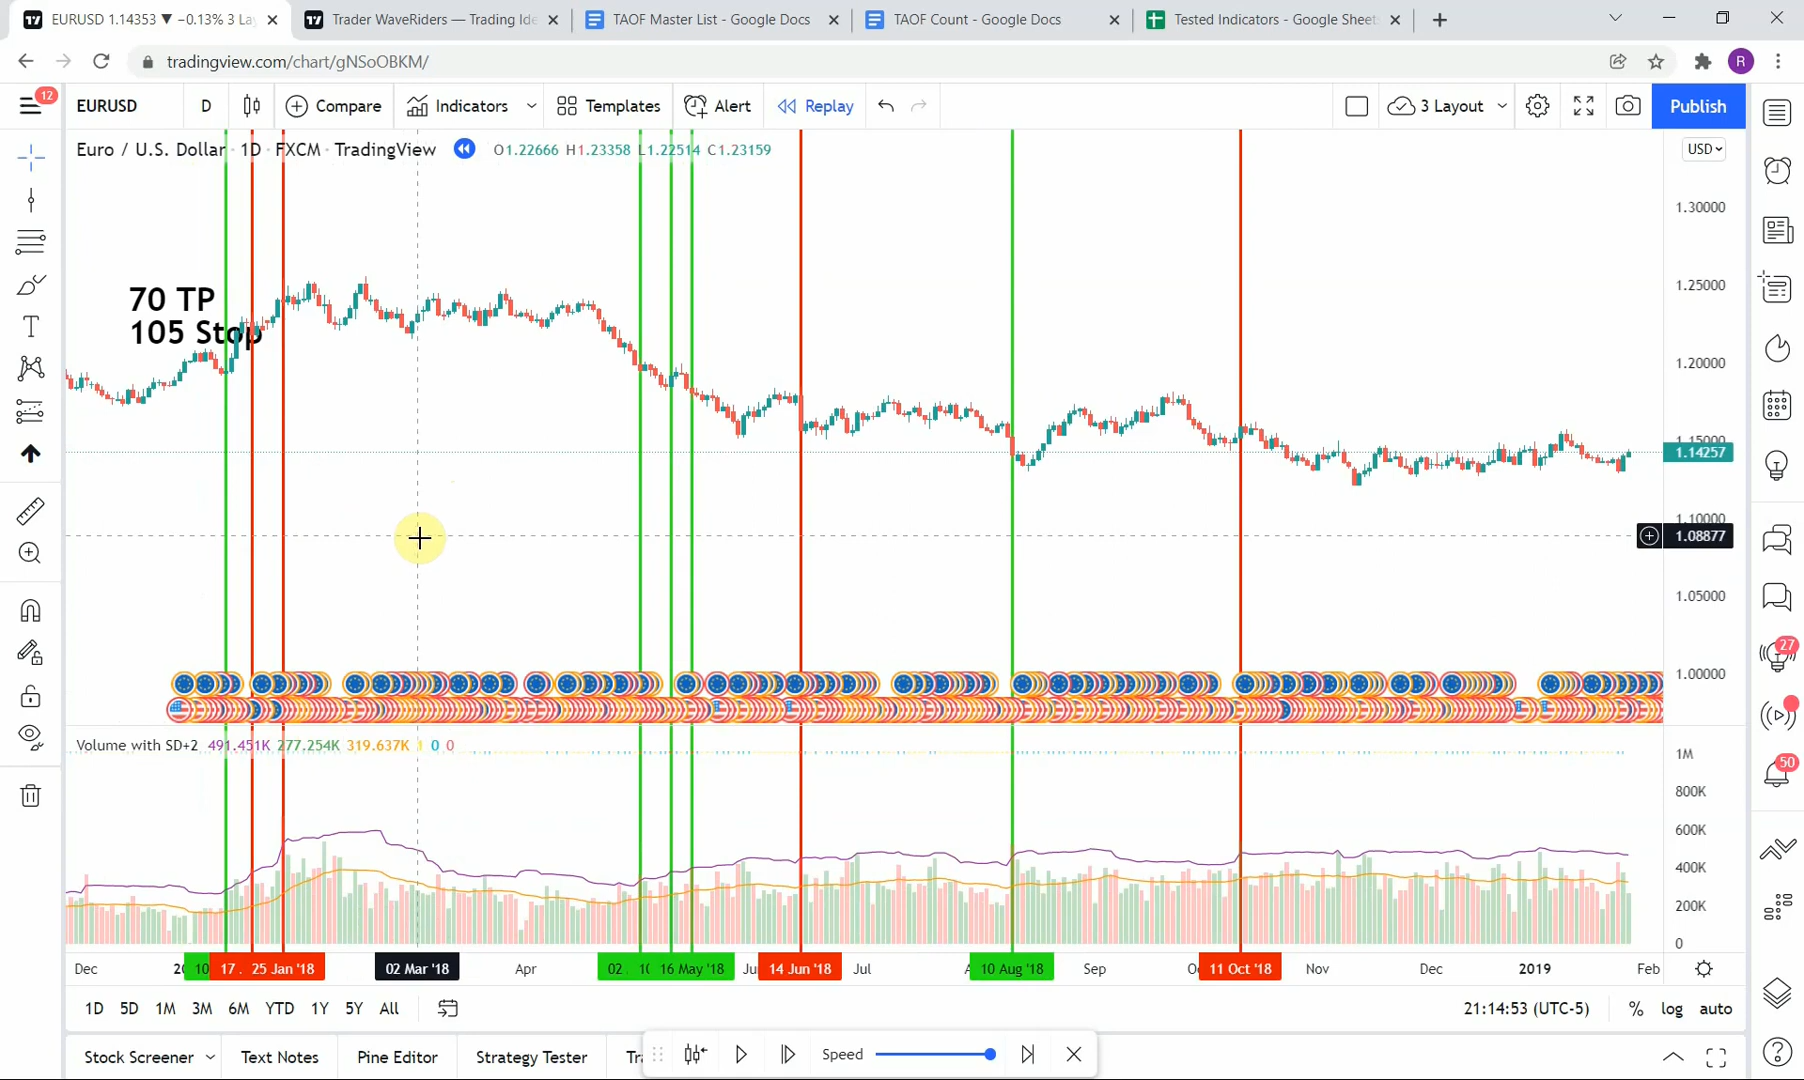 EURUSD 1.14353 ▼ −0.13% 3 La
Trader WaveRiders — Trading Ide
TAOF Master List - Google Docs
TAOF Count - Google Docs
Tested Indicators - Google Sheets
tradingview.com/chart/gNSoOBKM/
R
12
EURUSD
D
Compare
Indicators
Templates
Alert
Replay
3 Layout
Publish
Euro / U.S. Dollar · 1D · FXCM · TradingView
O1.22666 H1.23358 L1.22514 C1.23159
USD
1.30000
1.25000
1.20000
1.15000
1.14257
1.10000
1.08877
1.05000
1.00000
70 TP
105 Stop
27
50
Volume with SD+2 491.451K 277.254K 319.637K 1 0 0
1M
800K
600K
400K
200K
0
Dec
10
17
25 Jan '18
02 Mar '18
Apr
02
16 May '18
14 Jun '18
Jul
10 Aug '18
Sep
11 Oct '18
Nov
Dec
2019
Feb
1D 5D 1M 3M 6M YTD 1Y 5Y All
21:14:53 (UTC-5)
% log auto
Stock Screener
Text Notes
Pine Editor
Strategy Tester
Speed